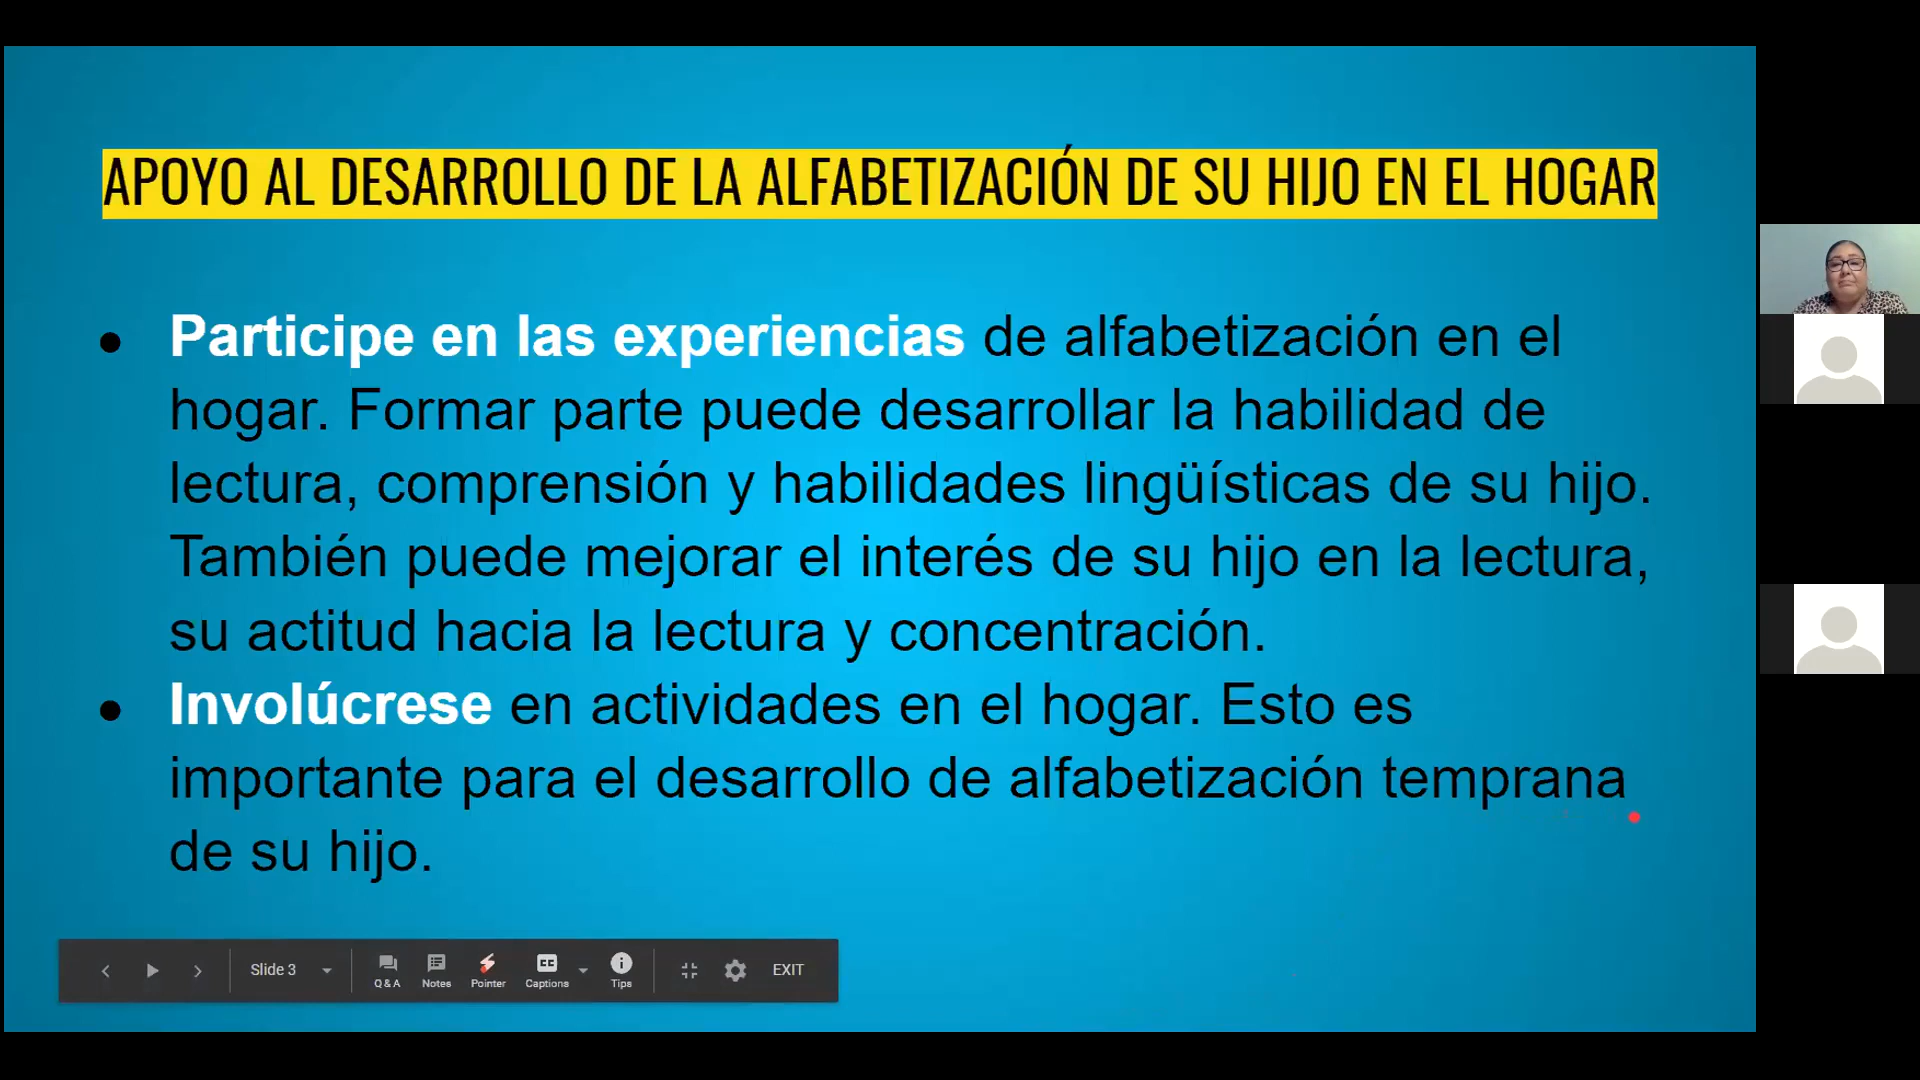 APOYO AL DESARROLLO DE LA ALFABETIZACIÓN DE SU HIJO EN EL HOGAR
● Participe en las experiencias de alfabetización en el
hogar. Formar parte puede desarrollar la habilidad de
lectura, comprensión y habilidades lingüísticas de su hijo.
También puede mejorar el interés de su hijo en la lectura,
su actitud hacia la lectura y concentración.
● Involúcrese en actividades en el hogar. Esto es
importante para el desarrollo de alfabetización temprana
de su hijo.
Slide 3 Q & A Notes Pointer CC Captions Tips EXIT